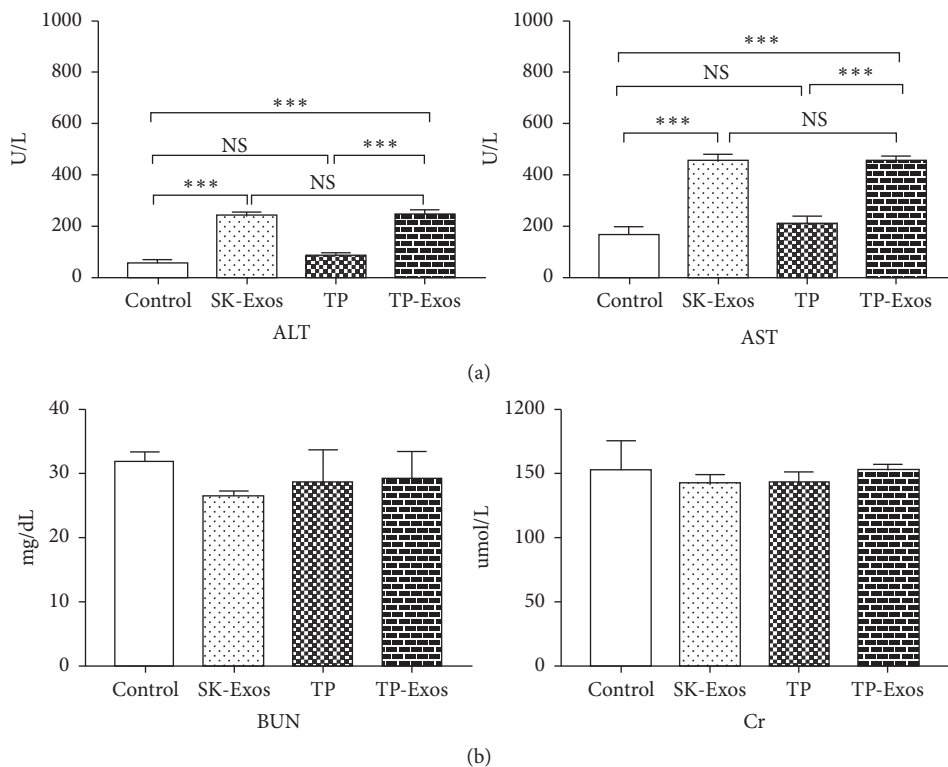 (a)
1000
800
600
400
200
0
U/L
***
NS
***
***
NS
Control SK-Exos TP TP-Exos
ALT
1000
800
600
400
200
0
U/L
***
NS
***
***
NS
Control SK-Exos TP TP-Exos
AST
(a)
40
30
20
10
0
mg/dL
Control SK-Exos TP TP-Exos
BUN
1200
150
100
50
0
umol/L
Control SK-Exos TP TP-Exos
Cr
(b)